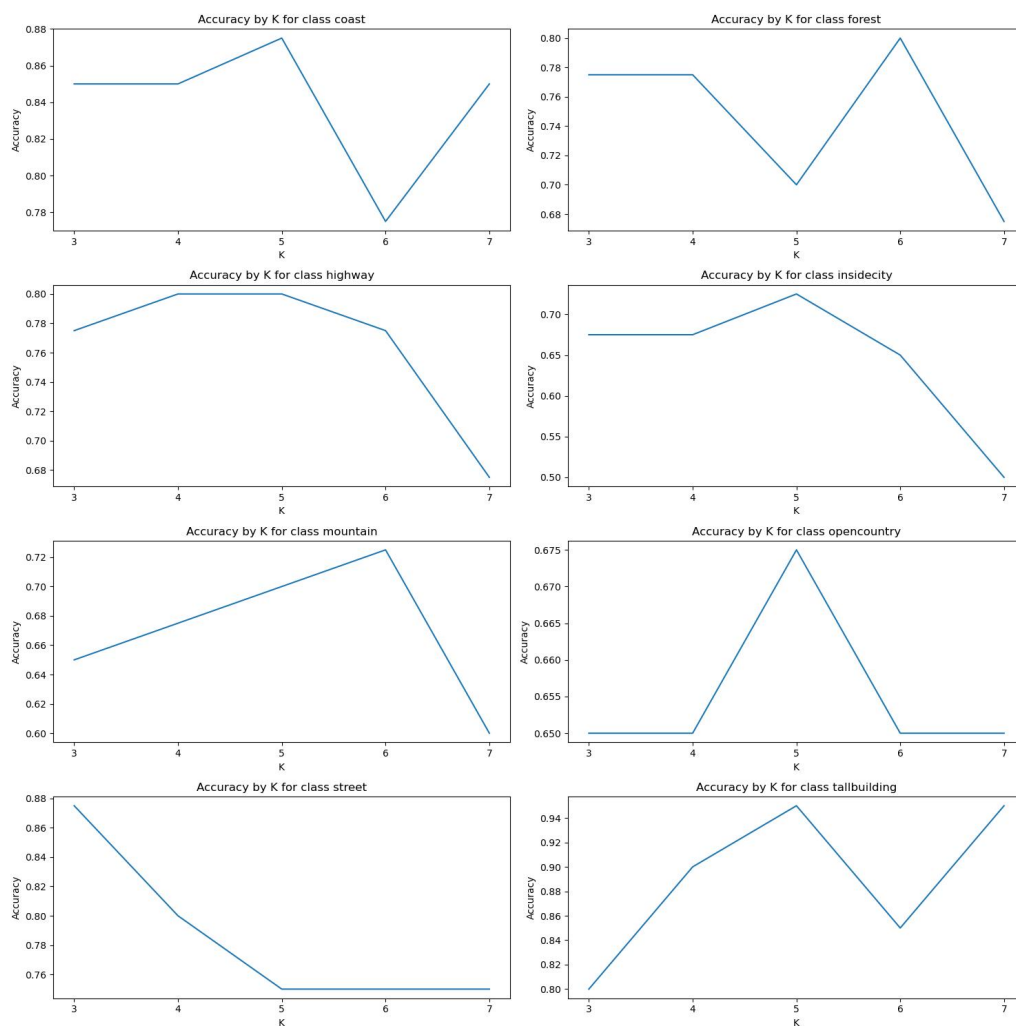 Accuracy by K for class coast
0.88
0.86
0.84
0.82
0.80
0.78
Accuracy
3 4 5 6 7
K
Accuracy by K for class forest
0.80
0.78
0.76
0.74
0.72
0.70
0.68
Accuracy
3 4 5 6 7
K
Accuracy by K for class highway
0.80
0.78
0.76
0.74
0.72
0.70
0.68
Accuracy
3 4 5 6 7
K
Accuracy by K for class insidecity
0.70
0.65
0.60
0.55
0.50
Accuracy
3 4 5 6 7
K
Accuracy by K for class mountain
0.72
0.70
0.68
0.66
0.64
0.62
0.60
Accuracy
3 4 5 6 7
K
Accuracy by K for class opencountry
0.675
0.670
0.665
0.660
0.655
0.650
Accuracy
3 4 5 6 7
K
Accuracy by K for class street
0.88
0.86
0.84
0.82
0.80
0.78
0.76
Accuracy
3 4 5 6 7
K
Accuracy by K for class tallbuilding
0.94
0.92
0.90
0.88
0.86
0.84
0.82
0.80
Accuracy
3 4 5 6 7
K